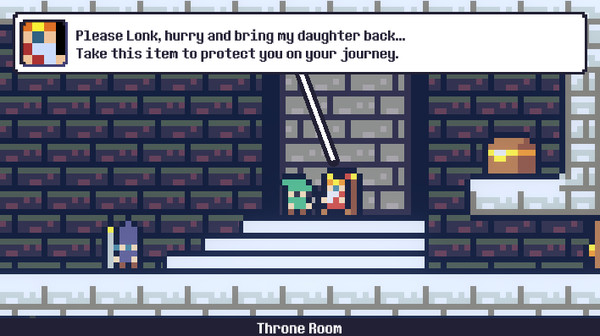 Please Lonk, hurry and bring my daughter back...
Take this item to protect you on your journey.
Throne Room